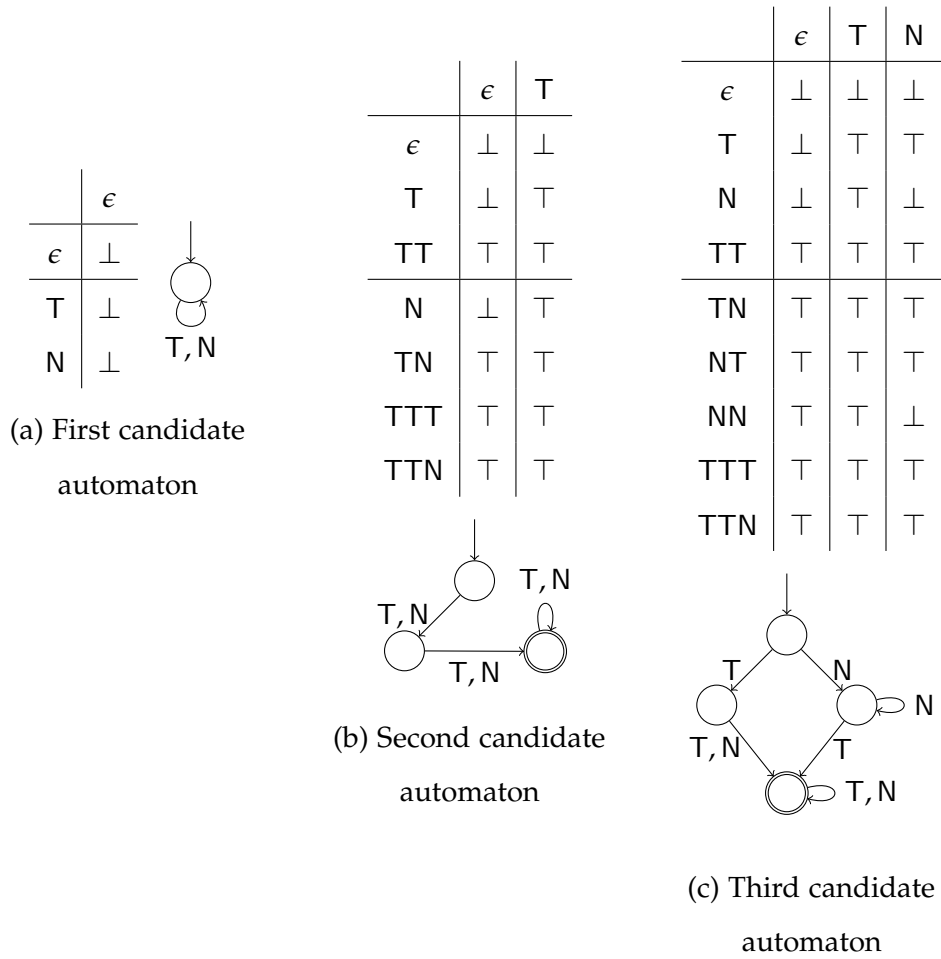 ϵ
ϵ ⊥
T ⊥
N ⊥
T, N
(a) First candidate
automaton
ϵ T
ϵ ⊥ ⊥
T ⊥ ⊤
TT ⊤ ⊤
N ⊥ ⊤
TN ⊤ ⊤
TTT ⊤ ⊤
TTN ⊤ ⊤
T, N
T, N
T, N
(b) Second candidate
automaton
ϵ T N
ϵ ⊥ ⊥ ⊥
T ⊥ ⊤ ⊤
N ⊥ ⊤ ⊥
TT ⊤ ⊤ ⊤
TN ⊤ ⊤ ⊤
NT ⊤ ⊤ ⊤
NN ⊤ ⊤ ⊥
TTT ⊤ ⊤ ⊤
TTN ⊤ ⊤ ⊤
T N
N
T, N T
T, N
(c) Third candidate
automaton